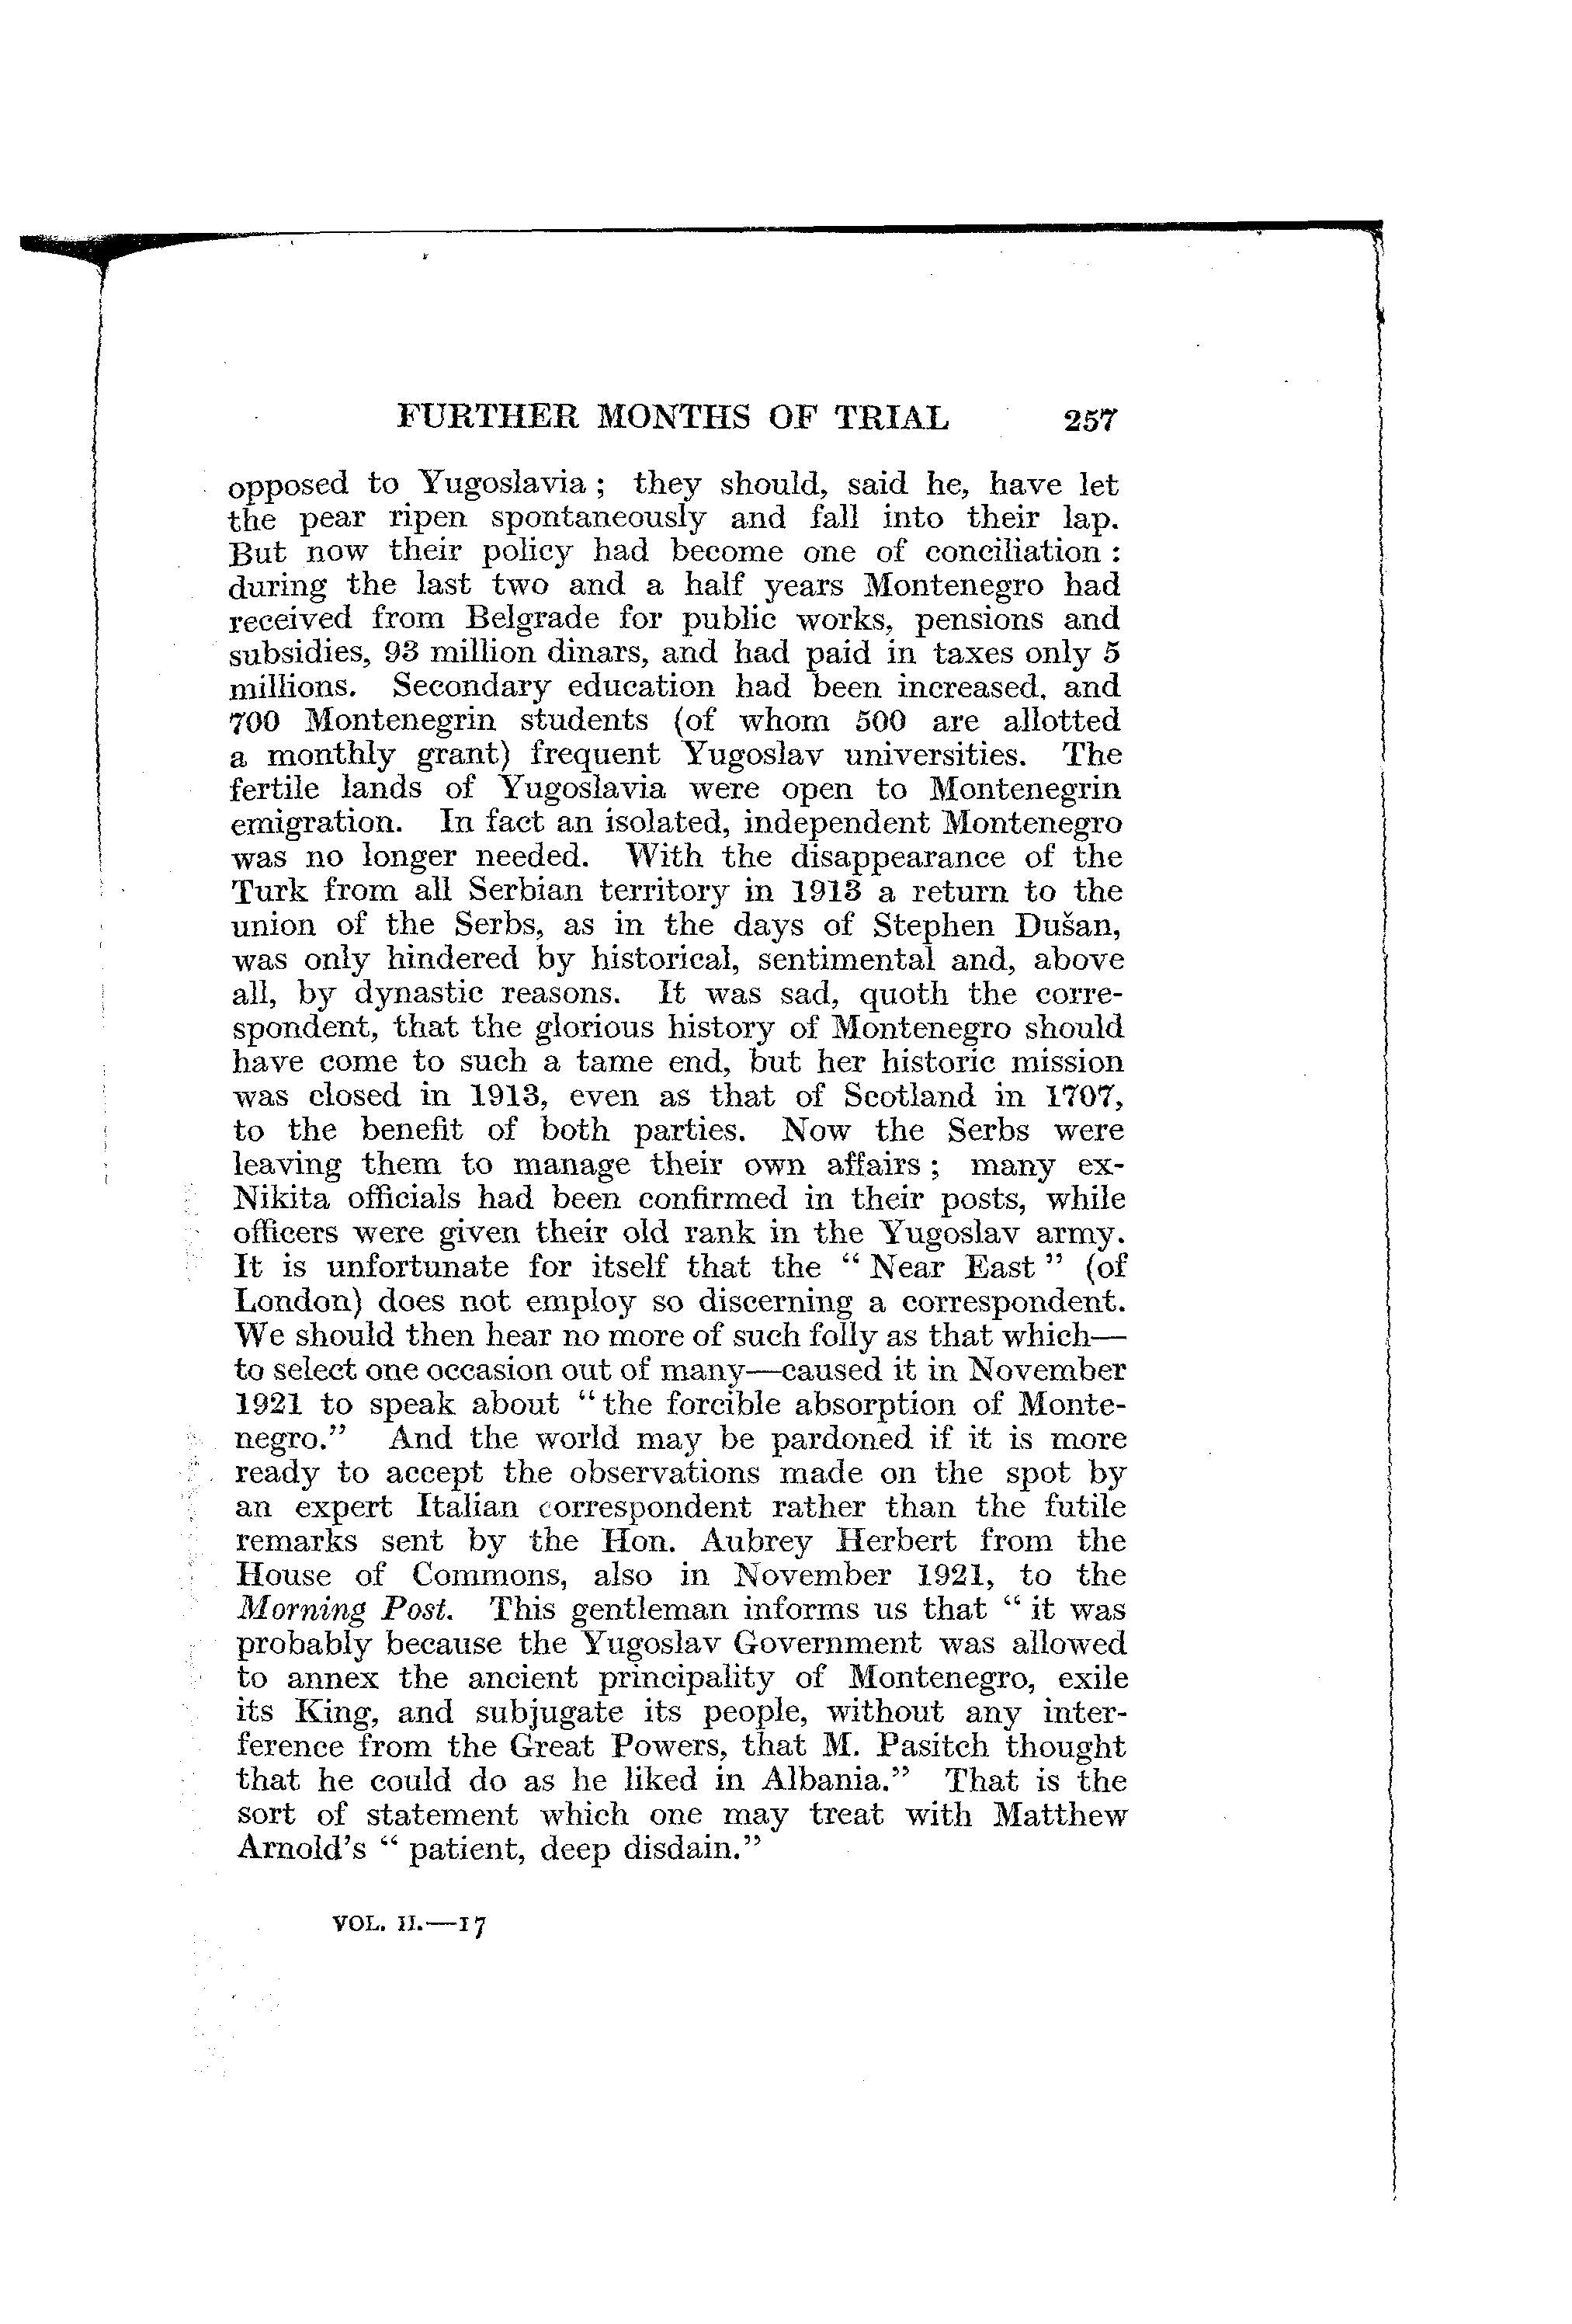 FURTHER MONTHS OF TRIAL 257
opposed to Yugoslavia ; they should, said he, have let
the pear ripen spontaneously and fall into their lap.
But now their policy had become one of conciliation :
during the last two and a half years Montenegro had
received from Belgrade for public works, pensions and
subsidies, 93 million dinars, and had paid in taxes only 5
millions. Secondary education had been increased, and
700 Montenegrin students (of whom 500 are allotted
a monthly grant) frequent Yugoslav universities. The
fertile lands of Yugoslavia were open to Montenegrin
emigration. In fact an isolated, independent Montenegro
was no longer needed. With the disappearance of the
Turk from all Serbian territory in 1913 a return to the
union of the Serbs, as in the days of Stephen Dušan,
was only hindered by historical, sentimental and, above
all, by dynastic reasons. It was sad, quoth the corre-
spondent, that the glorious history of Montenegro should
have come to such a tame end, but her historic mission
was closed in 1913, even as that of Scotland in 1707,
to the benefit of both parties. Now the Serbs were
leaving them to manage their own affairs ; many ex-
Nikita officials had been confirmed in their posts, while
officers were given their old rank in the Yugoslav army.
It is unfortunate for itself that the “ Near East ” (of
London) does not employ so discerning a correspondent.
We should then hear no more of such folly as that which—
to select one occasion out of many—caused it in November
1921 to speak about “ the forcible absorption of Monte-
negro.” And the world may be pardoned if it is more
ready to accept the observations made on the spot by
an expert Italian correspondent rather than the futile
remarks sent by the Hon. Aubrey Herbert from the
House of Commons, also in November 1921, to the
Morning Post. This gentleman informs us that “ it was
probably because the Yugoslav Government was allowed
to annex the ancient principality of Montenegro, exile
its King, and subjugate its people, without any inter-
ference from the Great Powers, that M. Pasitch thought
that he could do as he liked in Albania.” That is the
sort of statement which one may treat with Matthew
Arnold’s “ patient, deep disdain.”
VOL. II.—17